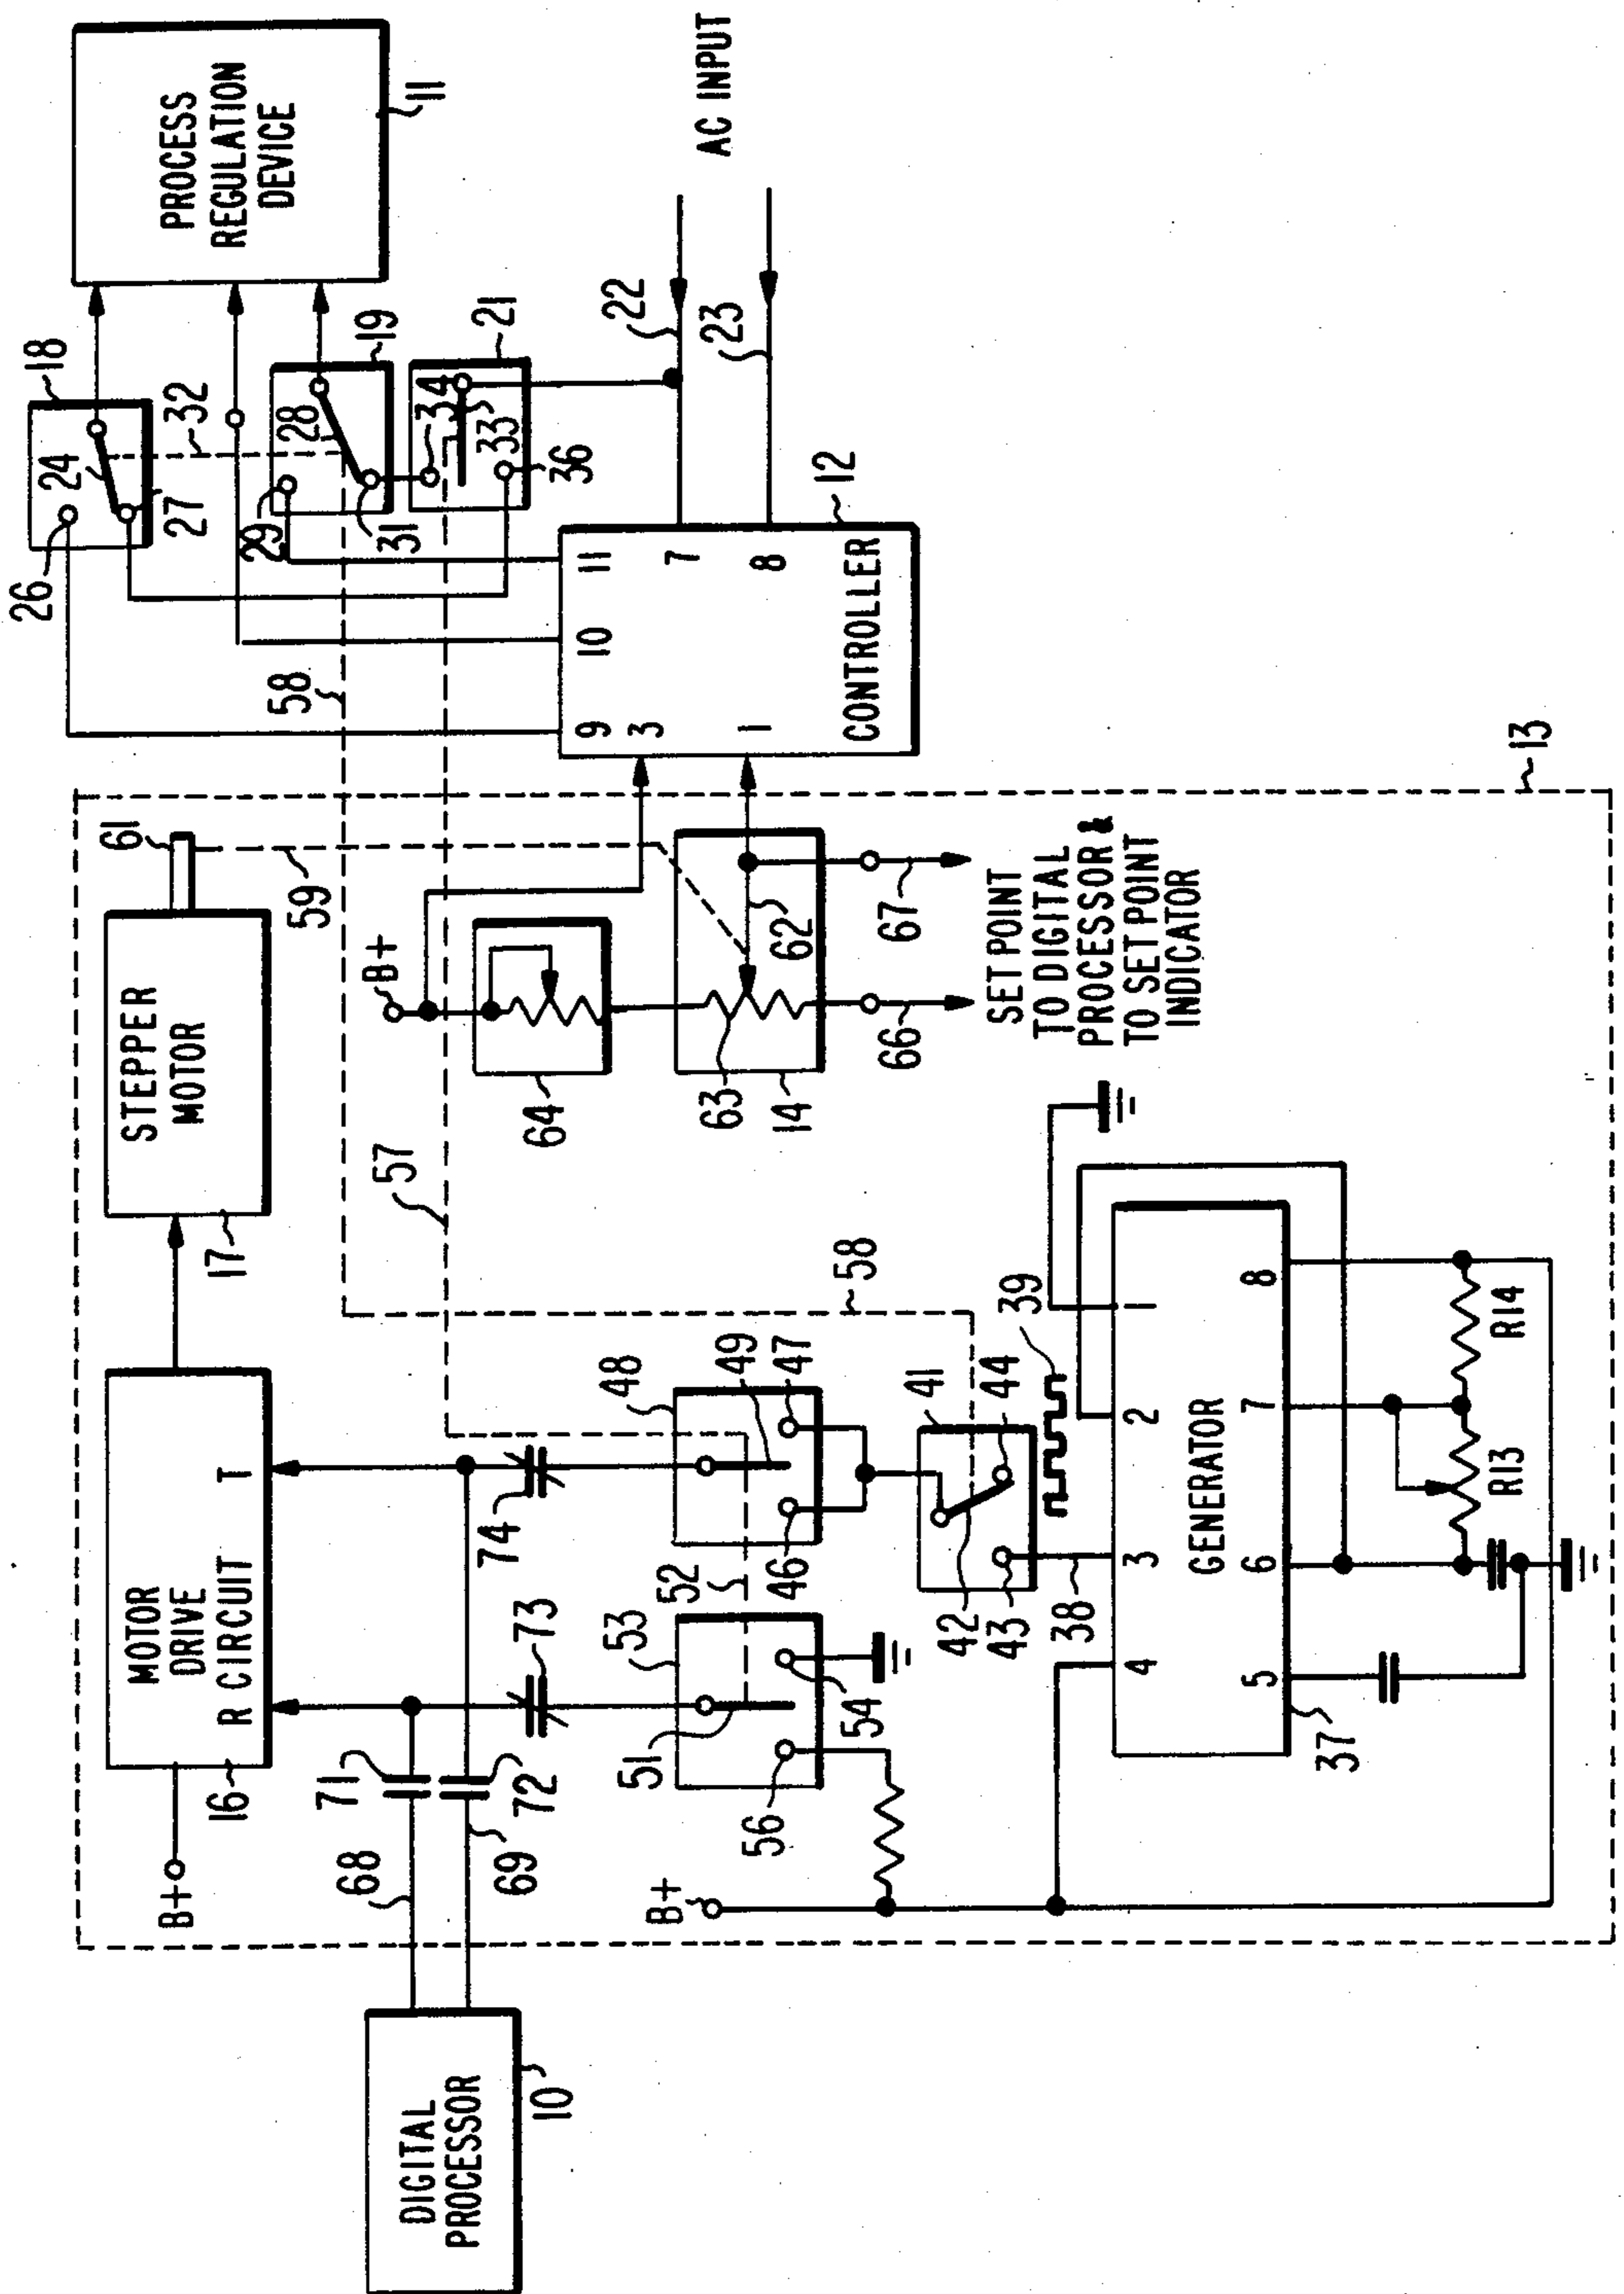 PROCESS
REGULATION
DEVICE
11
18
24
26
27
32
19
28
29
31
21
34
33
36
22
23
AC INPUT
12
CONTROLLER
9
10
11
3
7
1
8
58
57
13
STEPPER
MOTOR
17
61
59
B+
64
62
63
14
66
67
SET POINT
TO DIGITAL
PROCESSOR &
TO SET POINT
INDICATOR
MOTOR
DRIVE
CIRCUIT
R
T
16
B+
71
72
73
74
68
69
48
49
47
46
52
53
51
54
56
58
41
42
43
44
38
39
B+
GENERATOR
37
4
3
2
1
5
6
7
8
R13
R14
DIGITAL
PROCESSOR
10